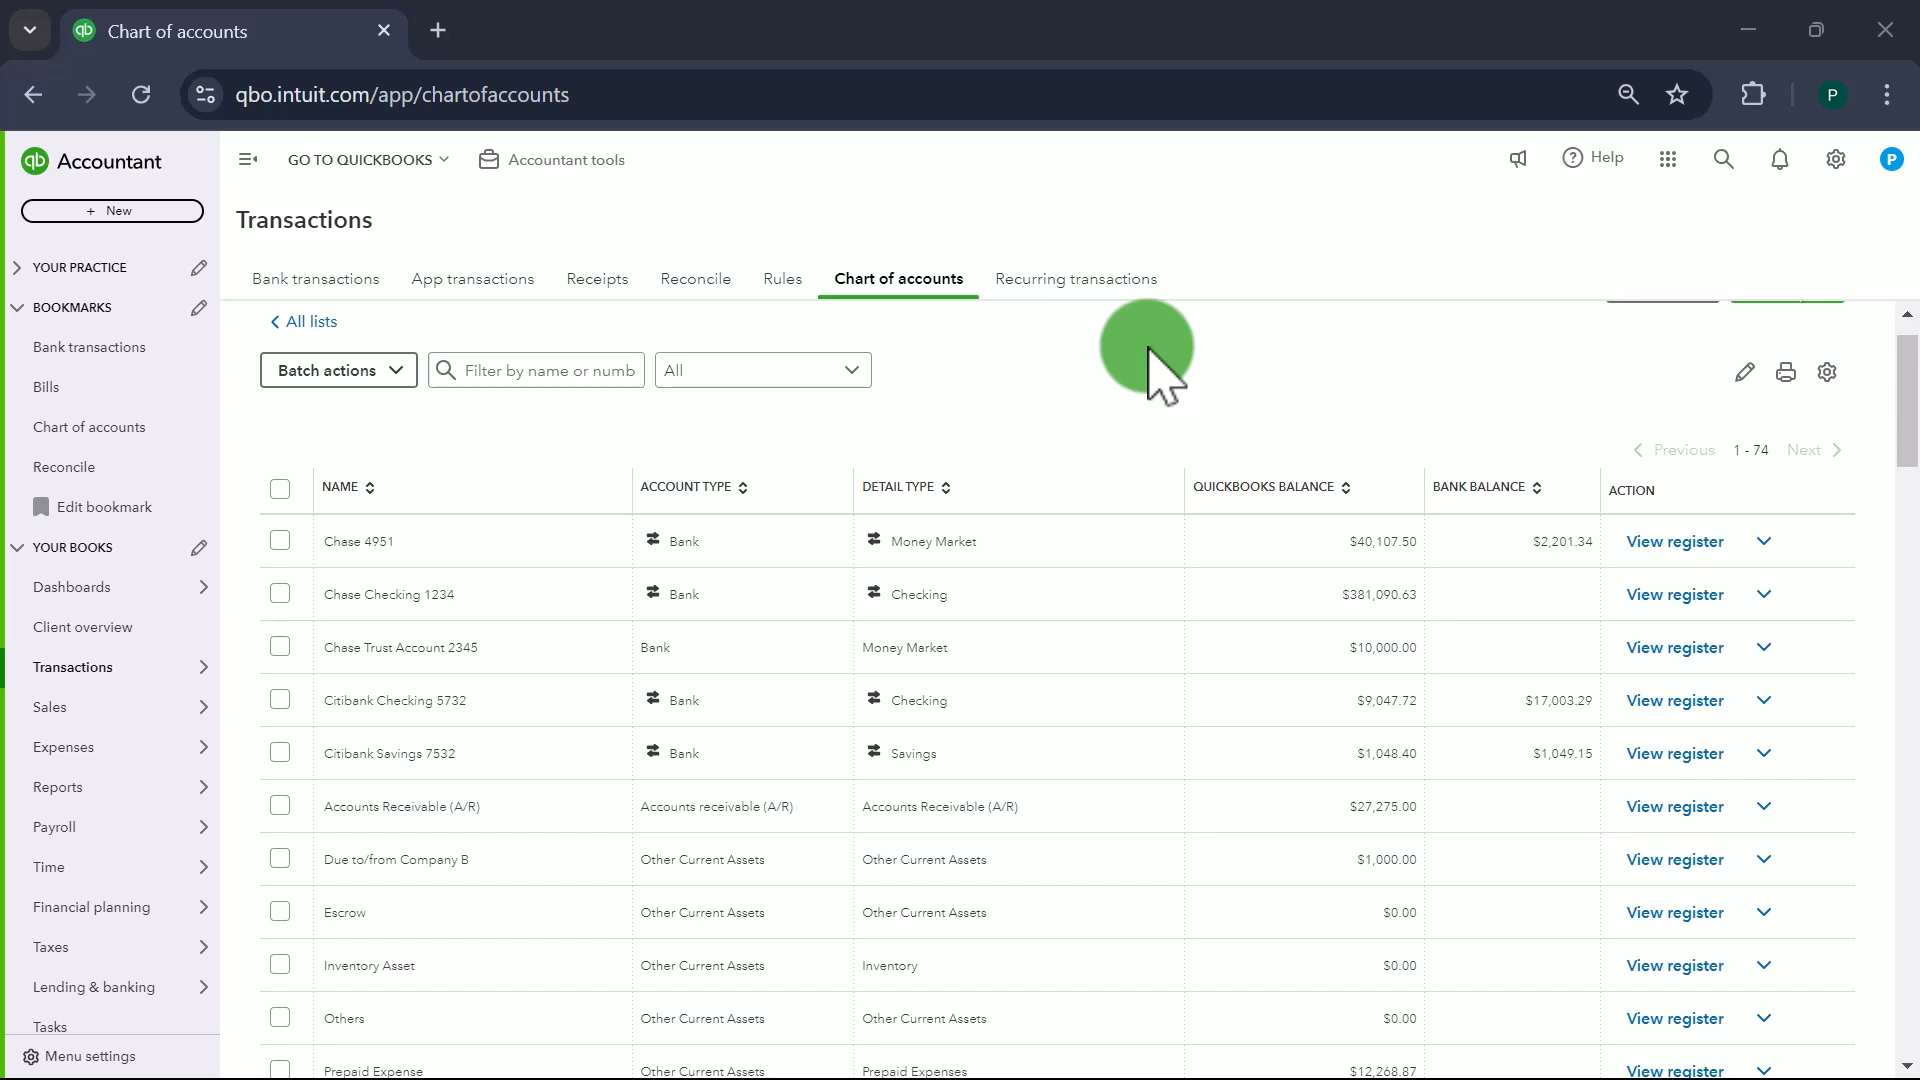 Chart of accounts
qbo.intuit.com/app/chartofaccounts
P
qb Accountant
GO TO QUICKBOOKS
Accountant tools
Help
P
+ New
Transactions
YOUR PRACTICE
BOOKMARKS
Bank transactions
Bills
Chart of accounts
Reconcile
Edit bookmark
YOUR BOOKS
Dashboards
Client overview
Transactions
Sales
Expenses
Reports
Payroll
Time
Financial planning
Taxes
Lending & banking
Tasks
Menu settings
Bank transactions App transactions Receipts Reconcile Rules Chart of accounts Recurring transactions
All lists
Batch actions Filter by name or numb All
Previous 1 - 74 Next
NAME ACCOUNT TYPE DETAIL TYPE QUICKBOOKS BALANCE BANK BALANCE ACTION
Chase 4951 Bank Money Market $40,107.50 $2,201.34 View register
Chase Checking 1234 Bank Checking $381,090.63 View register
Chase Trust Account 2345 Bank Money Market $10,000.00 View register
Citibank Checking 5732 Bank Checking $9,047.72 $17,003.29 View register
Citibank Savings 7532 Bank Savings $1,048.40 $1,049.15 View register
Accounts Receivable (A/R) Accounts receivable (A/R) Accounts Receivable (A/R) $27,275.00 View register
Due to/from Company B Other Current Assets Other Current Assets $1,000.00 View register
Escrow Other Current Assets Other Current Assets $0.00 View register
Inventory Asset Other Current Assets Inventory $0.00 View register
Others Other Current Assets Other Current Assets $0.00 View register
Prepaid Expense Other Current Assets Prepaid Expenses $12,268.87 View register